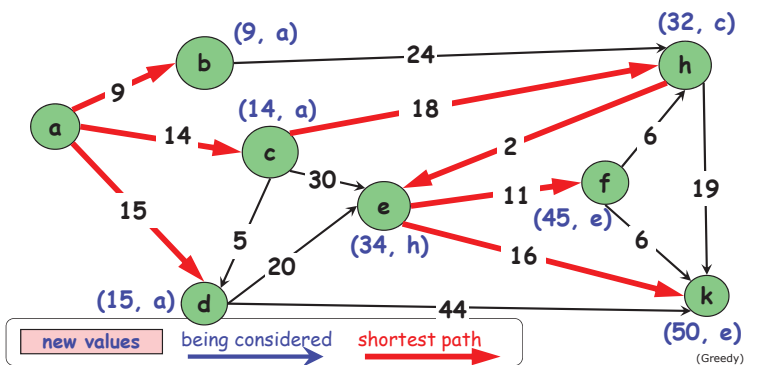 (9, a)
(32, c)
b
24
h
9
(14, a)
18
a
14
c
2
6
30
f
15
e
11
19
(45, e)
5
(34, h)
6
20
16
(15, a)
d
44
k
new values
being considered
shortest path
(50, e)
(Greedy)